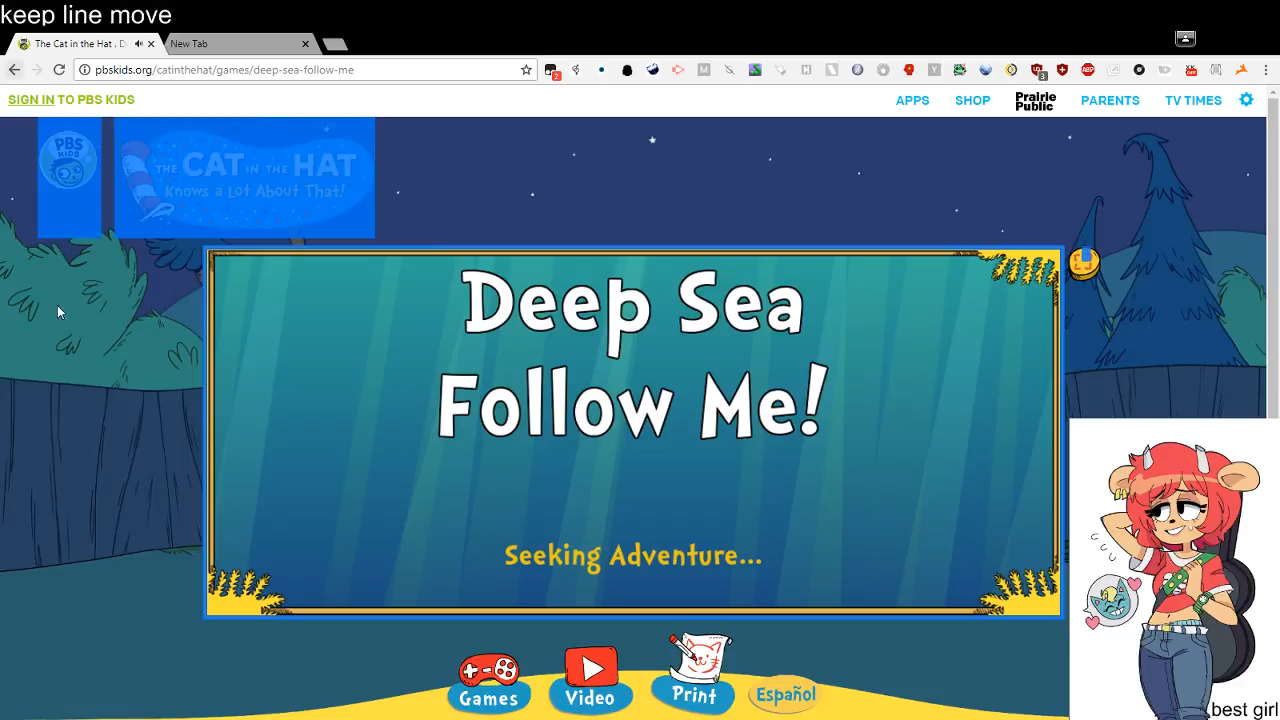 keep line move
The Cat in the Hat . D
New Tab
pbskids.org/catinthehat/games/deep-sea-follow-me
SIGN IN TO PBS KIDS
APPS
SHOP
Prairie
Public
PARENTS
TV TIMES
PBS
KIDS
THE CAT IN THE HAT
Knows a Lot About That!
Deep Sea
Follow Me!
Seeking Adventure...
Games
Video
Print
Español
best girl